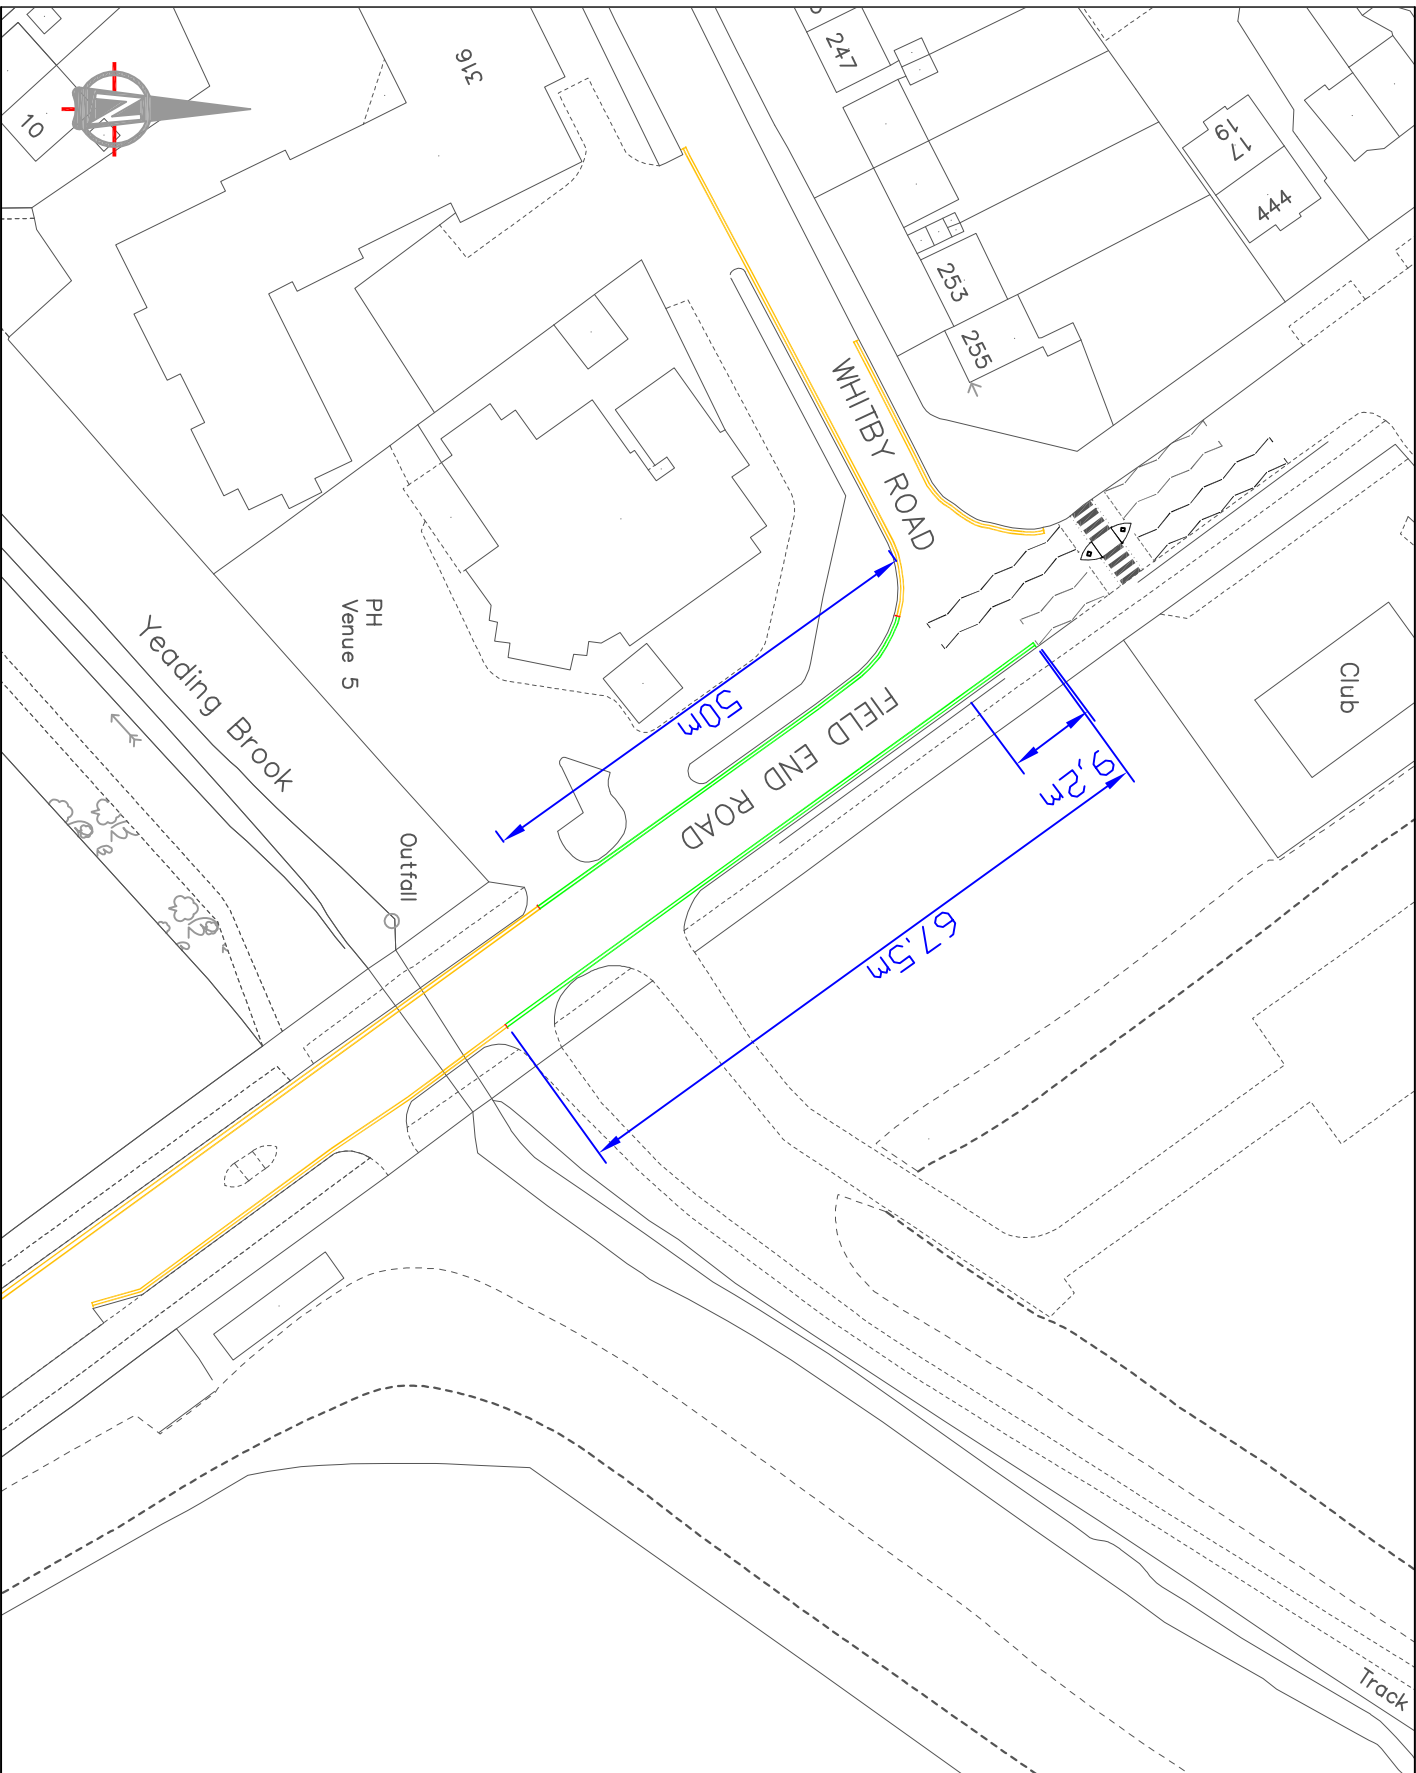 247
316
10
N
19
17
444
253
255
WHITBY ROAD
Club
PH
Venue 5
Yeading Brook
50m
FIELD END ROAD
9,2m
67,5m
Outfall
Track